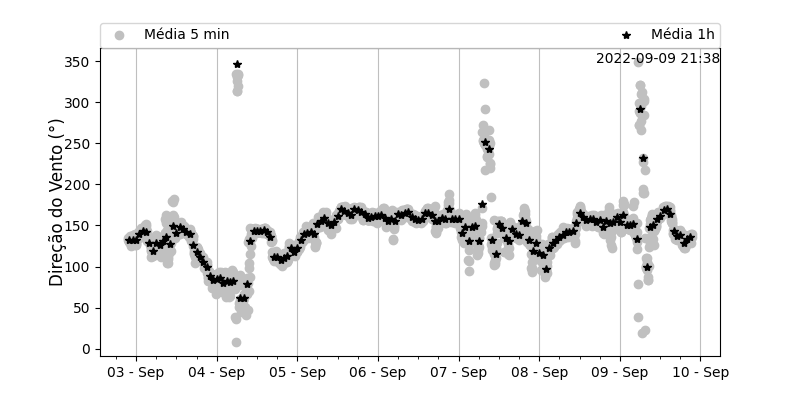 Média 5 min
Média 1h
2022-09-09 21:38
Direção do Vento (°)
350
300
250
200
150
100
50
0
03 - Sep
04 - Sep
05 - Sep
06 - Sep
07 - Sep
08 - Sep
09 - Sep
10 - Sep